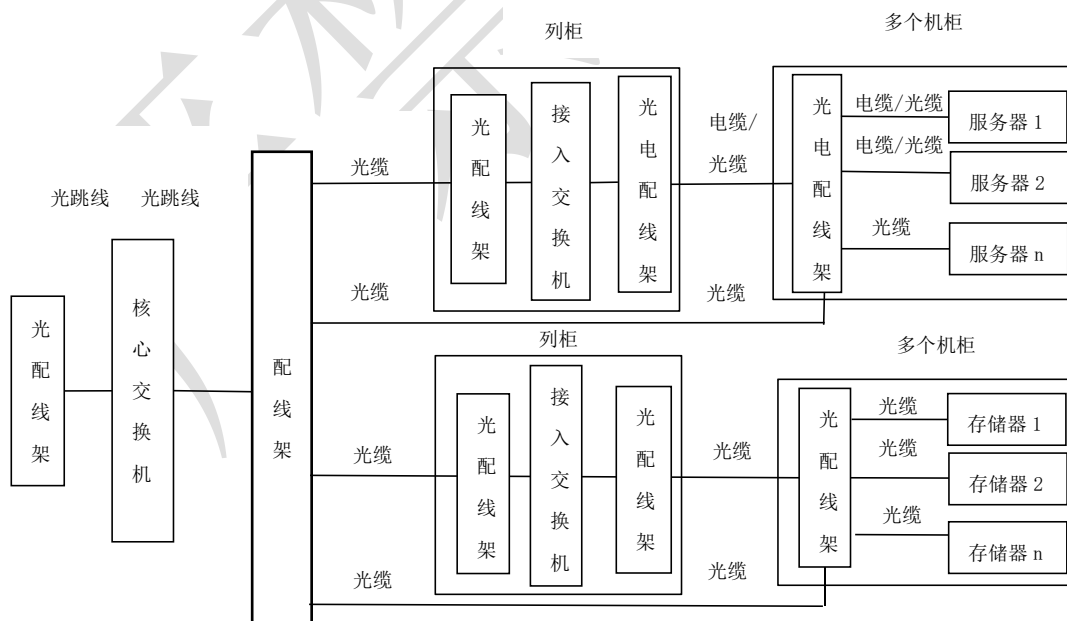 列柜
多个机柜
光跳线
光跳线
光配线架
核心交换机
配线架
光缆
光配线架
接入交换机
光电配线架
电缆/
光缆
光电配线架
电缆/光缆
服务器 1
电缆/光缆
服务器 2
光缆
服务器 n
光缆
光缆
列柜
多个机柜
光缆
光配线架
接入交换机
光配线架
光缆
光配线架
光缆
存储器 1
光缆
存储器 2
光缆
存储器 n
光缆
光缆